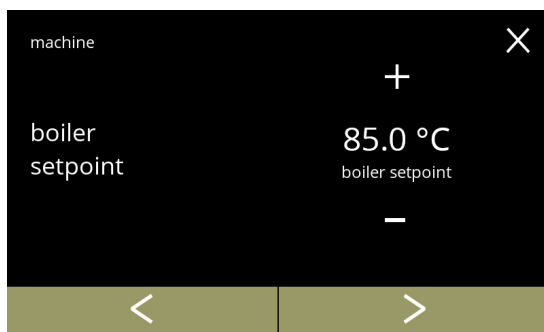 machine
boiler
setpoint
85.0 °C
boiler setpoint